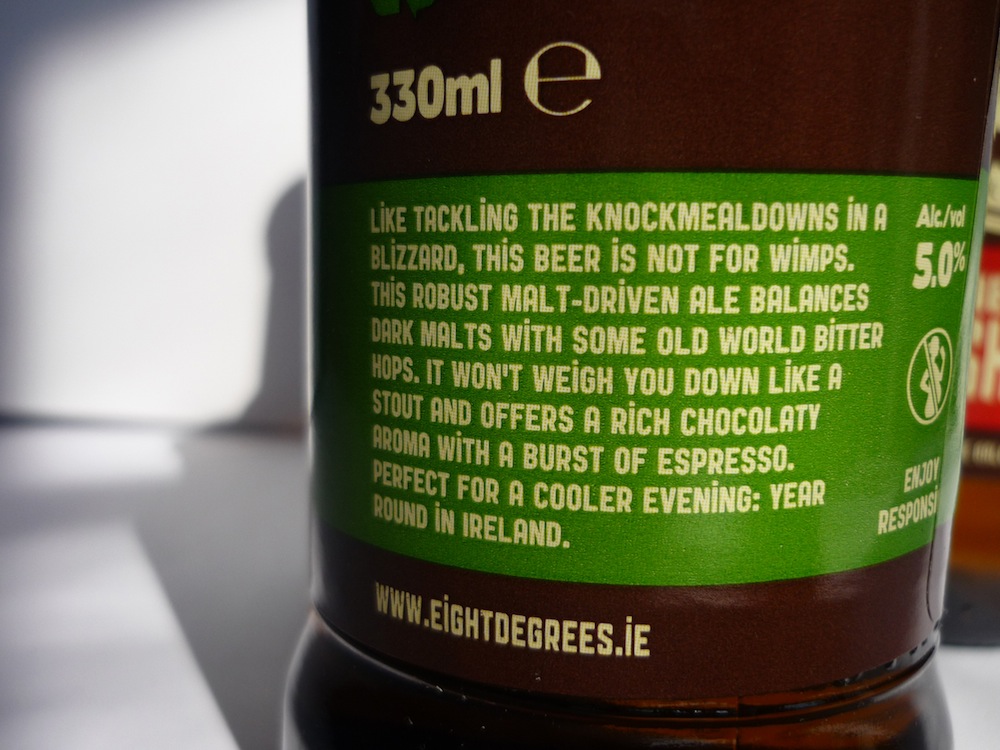 330ml ℮
LIKE TACKLING THE KNOCKMEALDOWNS IN A
BLIZZARD, THIS BEER IS NOT FOR WIMPS.
THIS ROBUST MALT-DRIVEN ALE BALANCES
DARK MALTS WITH SOME OLD WORLD BITTER
HOPS. IT WON'T WEIGH YOU DOWN LIKE A
STOUT AND OFFERS A RICH CHOCOLATY
AROMA WITH A BURST OF ESPRESSO.
PERFECT FOR A COOLER EVENING: YEAR
ROUND IN IRELAND.
Alc./vol
5.0%
ENJOY
RESPONSI
WWW.EIGHTDEGREES.IE